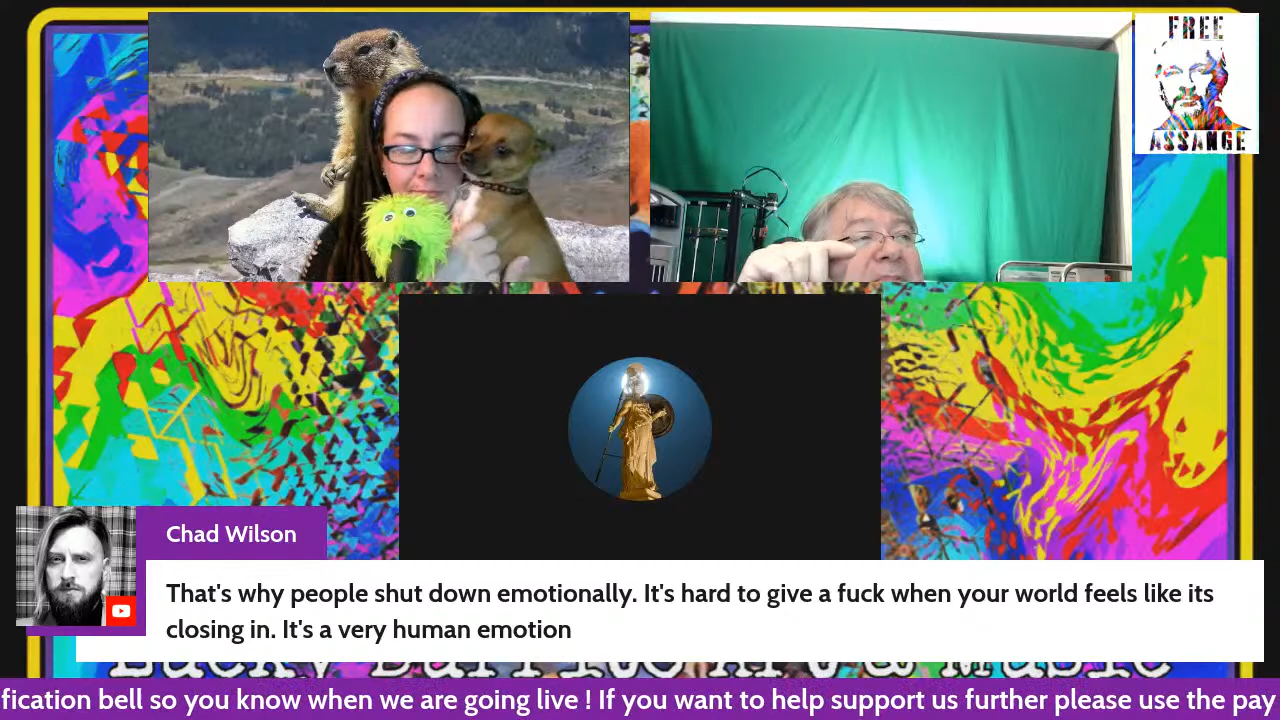 FREE
ASSANGE
Chad Wilson
That's why people shut down emotionally. It's hard to give a fuck when your world feels like its
closing in. It's a very human emotion
fication bell so you know when we are going live ! If you want to help support us further please use the pay